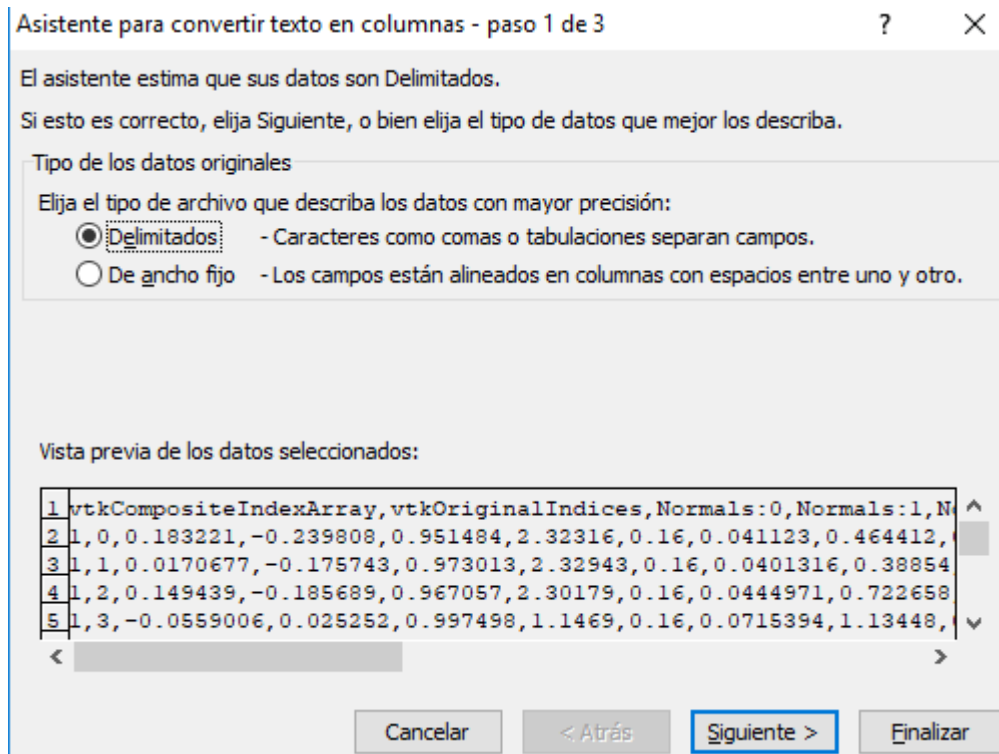 Asistente para convertir texto en columnas - paso 1 de 3 ? ×
El asistente estima que sus datos son Delimitados.
Si esto es correcto, elija Siguiente, o bien elija el tipo de datos que mejor los describa.
Tipo de los datos originales
Elija el tipo de archivo que describa los datos con mayor precisión:
Delimitados - Caracteres como comas o tabulaciones separan campos.
De ancho fijo - Los campos están alineados en columnas con espacios entre uno y otro.
Vista previa de los datos seleccionados:
1 vtkCompositeIndexArray,vtkOriginalIndices,Normals:0,Normals:1,N
2 1,0,0.183221,-0.239808,0.951484,2.32316,0.16,0.041123,0.464412,
3 1,1,0.0170677,-0.175743,0.973013,2.32943,0.16,0.0401316,0.38854
4 1,2,0.149439,-0.185689,0.967057,2.30179,0.16,0.0444971,0.722658
5 1,3,-0.0559006,0.025252,0.997498,1.1469,0.16,0.0715394,1.13448,
Cancelar < Atrás Siguiente > Finalizar